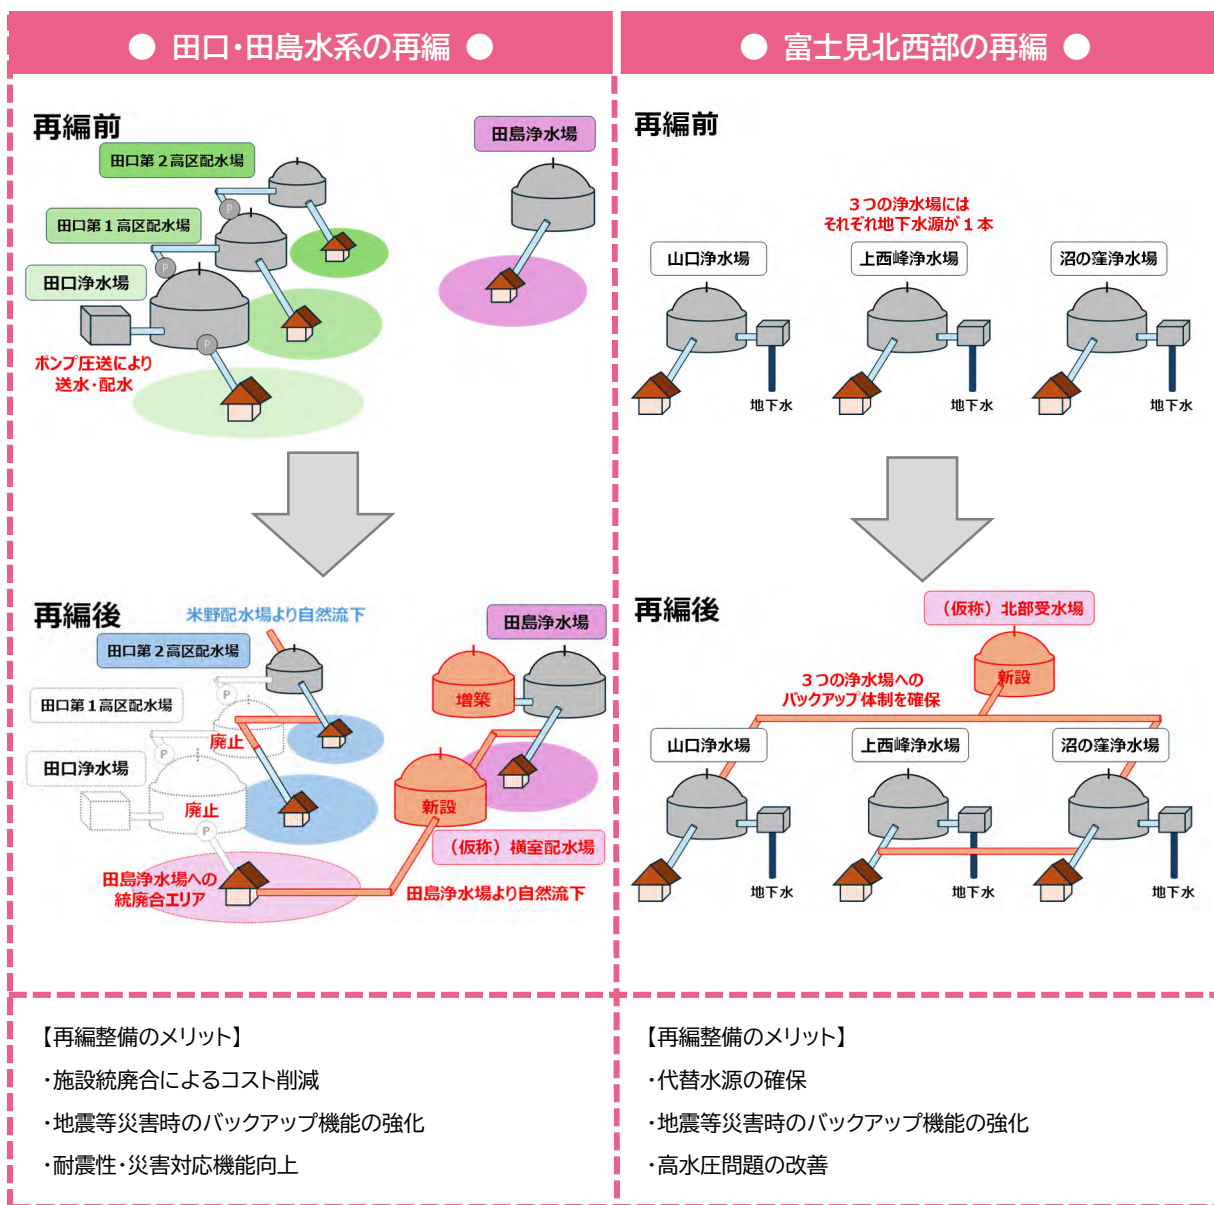 ● 田口・田島水系の再編 ●
再編前
田島浄水場
田口第２高区配水場
P
田口第１高区配水場
P
田口浄水場
P
ポンプ圧送により
送水・配水
再編後
米野配水場より自然流下
田島浄水場
田口第２高区配水場
増築
P
田口第１高区配水場
廃止
P
田口浄水場
廃止
新設
P
（仮称）横室配水場
田島浄水場への
統廃合エリア
田島浄水場より自然流下
【再編整備のメリット】
・施設統廃合によるコスト削減
・地震等災害時のバックアップ機能の強化
・耐震性・災害対応機能向上
● 富士見北西部の再編 ●
再編前
３つの浄水場には
それぞれ地下水源が１本
山口浄水場
上西峰浄水場
沼の窪浄水場
地下水
地下水
地下水
再編後
（仮称）北部受水場
新設
３つの浄水場への
バックアップ体制を確保
山口浄水場
上西峰浄水場
沼の窪浄水場
地下水
地下水
地下水
【再編整備のメリット】
・代替水源の確保
・地震等災害時のバックアップ機能の強化
・高水圧問題の改善